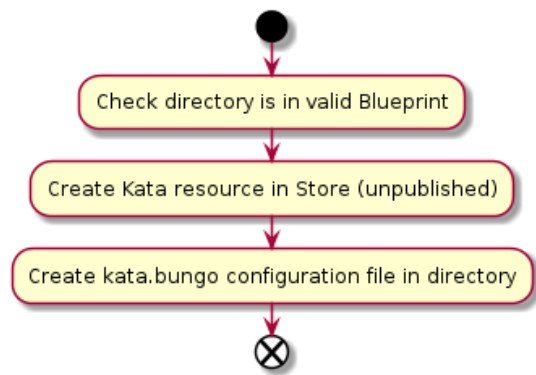 Check directory is in valid Blueprint
Create Kata resource in Store (unpublished)
Create kata.bungo configuration file in directory